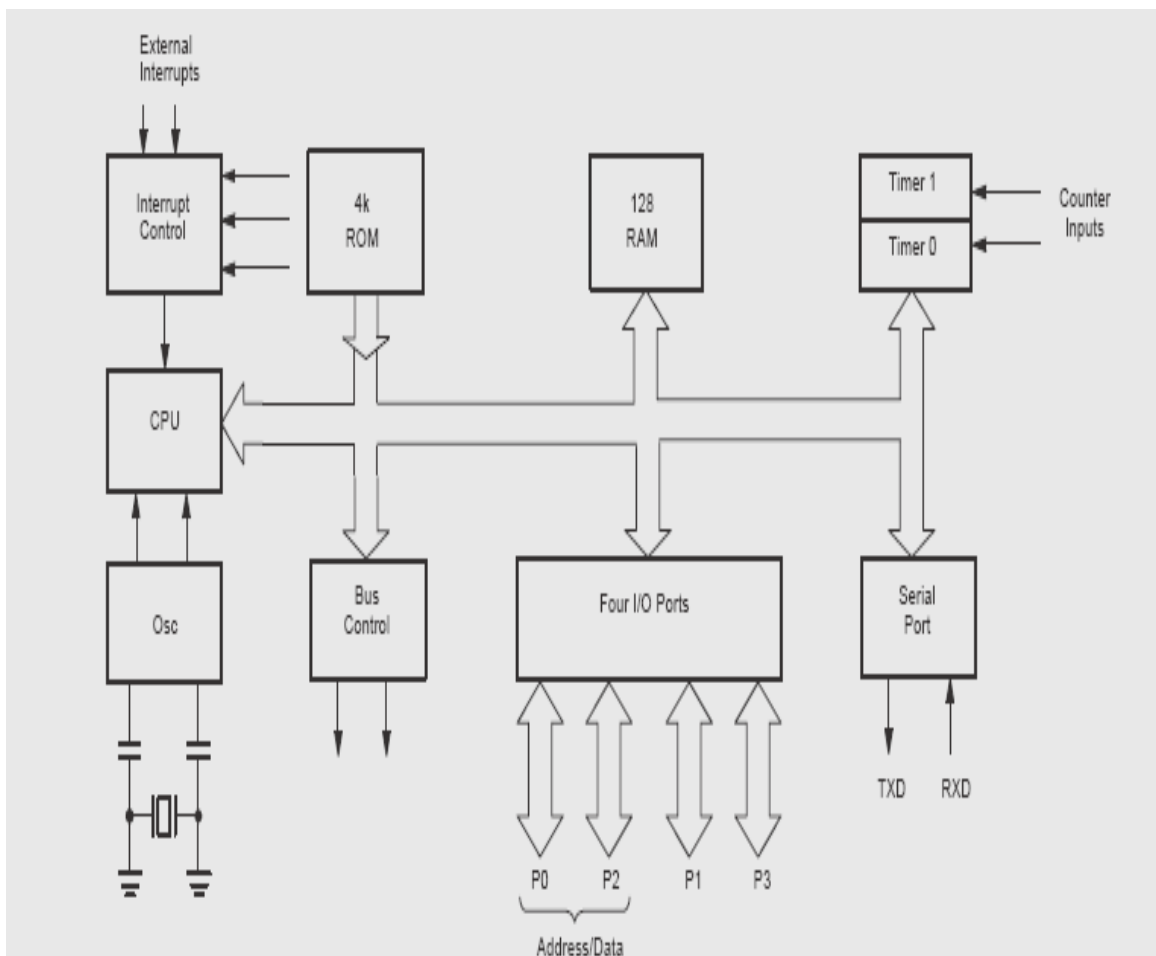 External
Interrupts
Interrupt
Control
4k
ROM
128
RAM
Timer 1
Timer 0
Counter
Inputs
CPU
Osc
Bus
Control
Four I/O Ports
Serial
Port
TXD
RXD
P0
P2
P1
P3
Address/Data